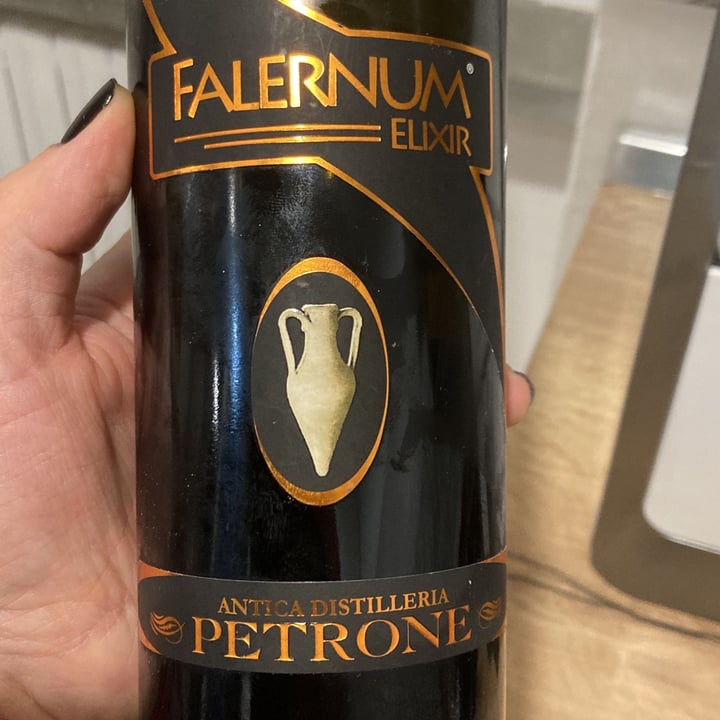 FALERNUM®
ELIXIR
ANTICA DISTILLERIA
PETRONE